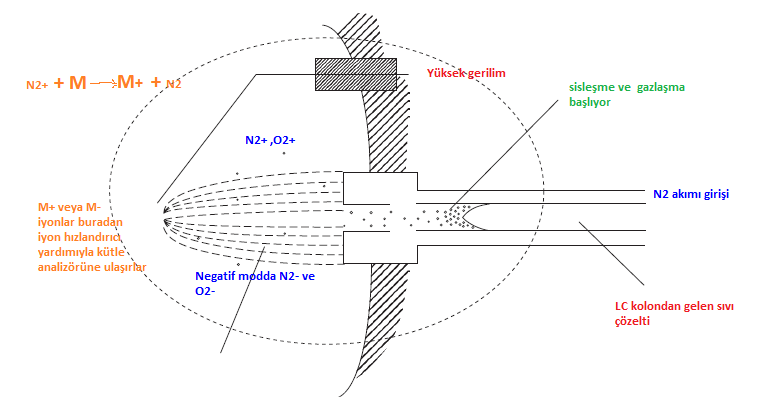 N2+ + M → M+ + N2
Yüksek gerilim
sisleşme ve gazlaşma
başlıyor
N2+ ,O2+
N2 akımı girişi
M+ veya M-
iyonlar buradan
iyon hızlandırıcı
yardımıyla kütle
analizörüne ulaşırlar
Negatif modda N2- ve
O2-
LC kolondan gelen sıvı
çözelti